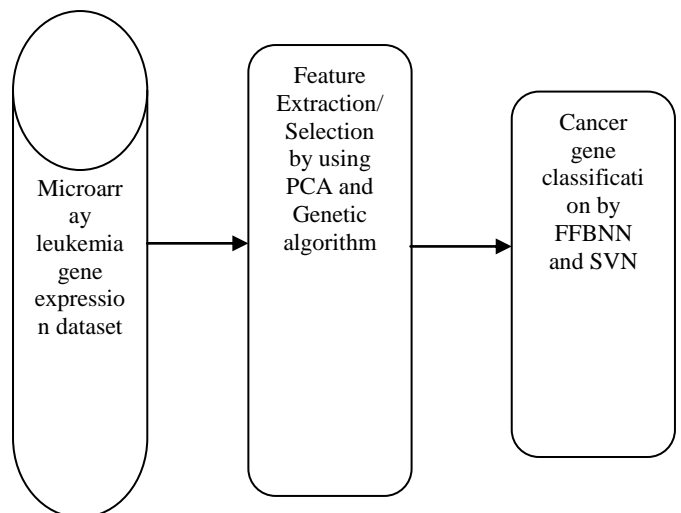 Microarr
ay
leukemia
gene
expressio
n dataset
Feature
Extraction/
Selection
by using
PCA and
Genetic
algorithm
Cancer
gene
classificati
on by
FFBNN
and SVN